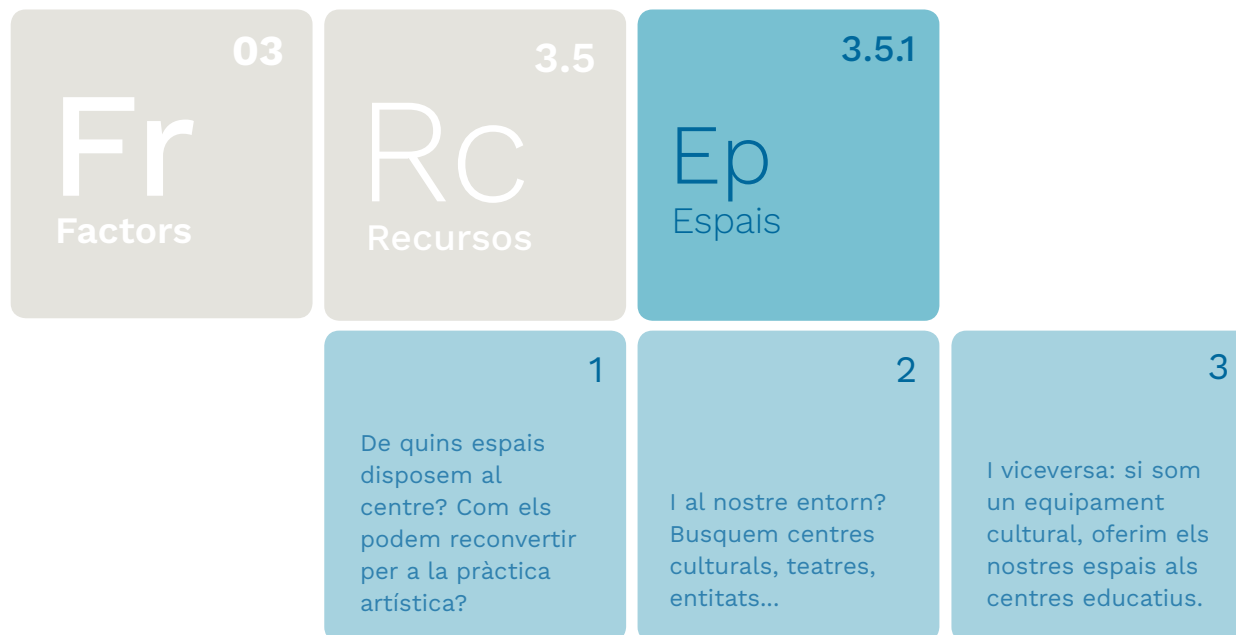 03
Fr
Factors
3.5
Rc
Recursos
3.5.1
Ep
Espais
1
De quins espais
disposem al
centre? Com els
podem reconvertir
per a la pràctica
artística?
2
I al nostre entorn?
Busquem centres
culturals, teatres,
entitats...
3
I viceversa: si som
un equipament
cultural, oferim els
nostres espais als
centres educatius.